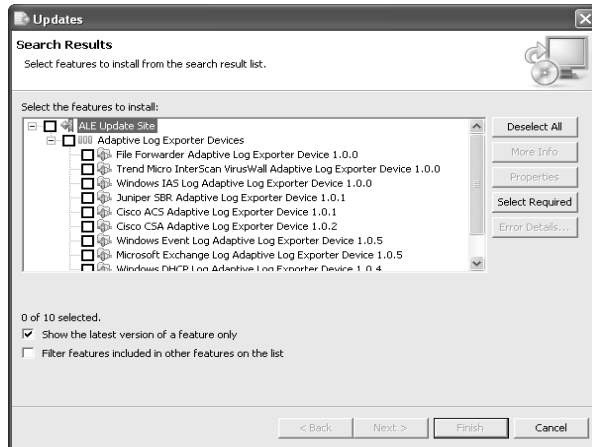 Updates
Search Results
Select features to install from the search result list.
Select the features to install:
ALE Update Site
Adaptive Log Exporter Devices
File Forwarder Adaptive Log Exporter Device 1.0.0
Trend Micro InterScan VirusWall Adaptive Log Exporter Device 1.0.0
Windows IAS Log Adaptive Log Exporter Device 1.0.0
Juniper SBR Adaptive Log Exporter Device 1.0.1
Cisco ACS Adaptive Log Exporter Device 1.0.1
Cisco CSA Adaptive Log Exporter Device 1.0.2
Windows Event Log Adaptive Log Exporter Device 1.0.5
Microsoft Exchange Log Adaptive Log Exporter Device 1.0.5
Windows DHCP Log Adaptive Log Exporter Device 1.0.4
Deselect All
More Info
Properties
Select Required
Error Details...
0 of 10 selected.
Show the latest version of a feature only
Filter features included in other features on the list
< Back
Next >
Finish
Cancel